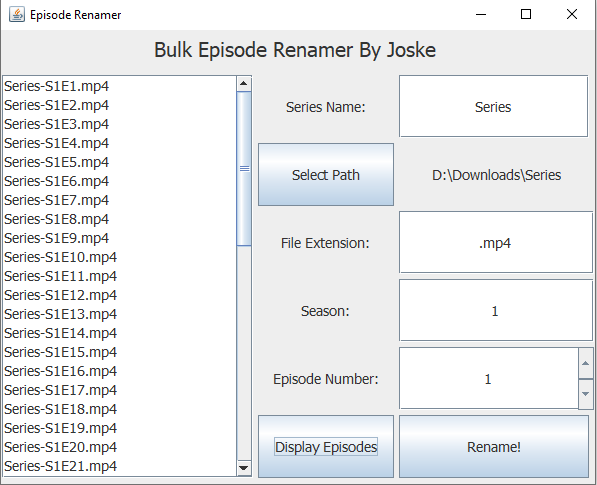 Episode Renamer
Bulk Episode Renamer By Joske
Series-S1E1.mp4
Series-S1E2.mp4
Series-S1E3.mp4
Series-S1E4.mp4
Series-S1E5.mp4
Series-S1E6.mp4
Series-S1E7.mp4
Series-S1E8.mp4
Series-S1E9.mp4
Series-S1E10.mp4
Series-S1E11.mp4
Series-S1E12.mp4
Series-S1E13.mp4
Series-S1E14.mp4
Series-S1E15.mp4
Series-S1E16.mp4
Series-S1E17.mp4
Series-S1E18.mp4
Series-S1E19.mp4
Series-S1E20.mp4
Series-S1E21.mp4
Series Name: Series
Select Path D:\Downloads\Series
File Extension: .mp4
Season: 1
Episode Number: 1
Display Episodes Rename!